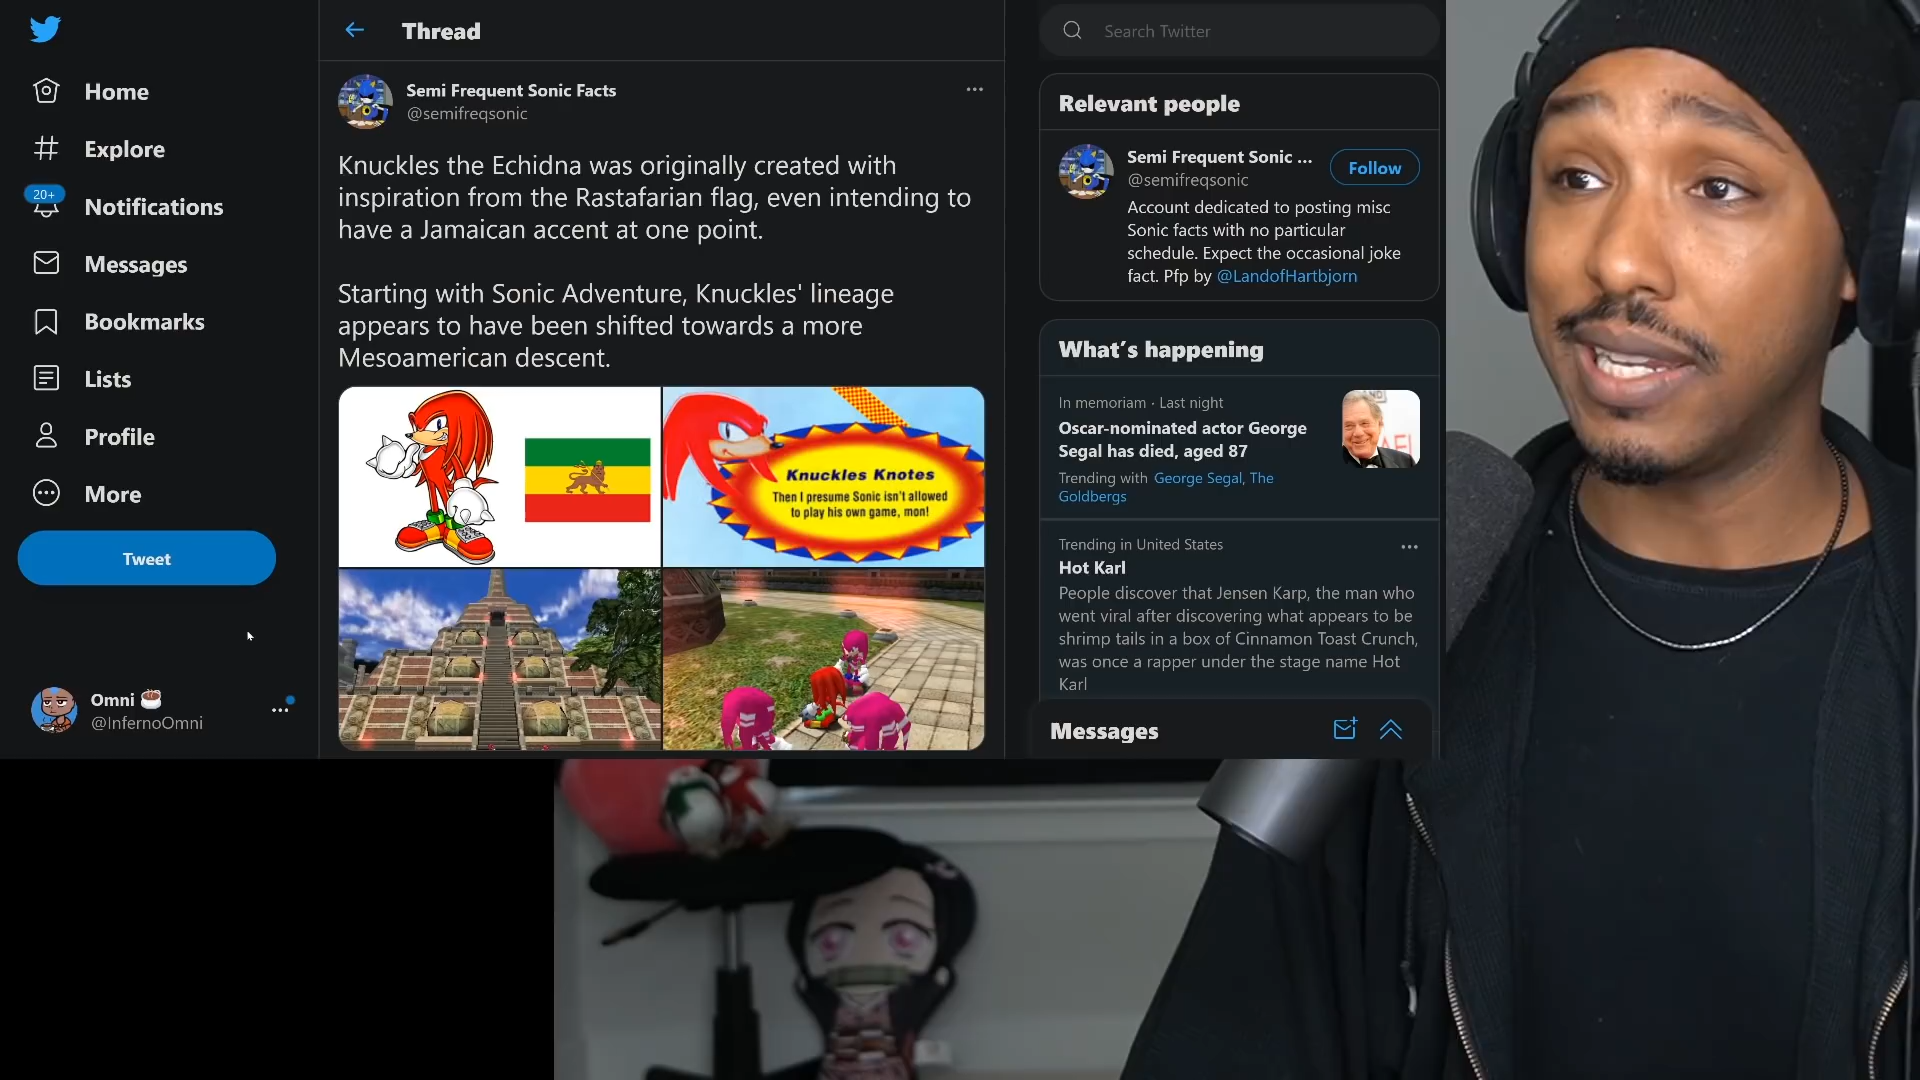 Home
Explore
20+
Notifications
Messages
Bookmarks
Lists
Profile
More
Tweet
Omni
@InfernoOmni
Thread
Semi Frequent Sonic Facts
@semifreqsonic
Knuckles the Echidna was originally created with
inspiration from the Rastafarian flag, even intending to
have a Jamaican accent at one point.
Starting with Sonic Adventure, Knuckles' lineage
appears to have been shifted towards a more
Mesoamerican descent.
Knuckles Knotes
Then I presume Sonic isn't allowed
to play his own game, mon!
Search Twitter
Relevant people
Semi Frequent Sonic ...
@semifreqsonic
Follow
Account dedicated to posting misc
Sonic facts with no particular
schedule. Expect the occasional joke
fact. Pfp by @LandofHartbjorn
What's happening
In memoriam · Last night
Oscar-nominated actor George
Segal has died, aged 87
Trending with George Segal, The
Goldbergs
Trending in United States
Hot Karl
People discover that Jensen Karp, the man who
went viral after discovering what appears to be
shrimp tails in a box of Cinnamon Toast Crunch,
was once a rapper under the stage name Hot
Karl
Messages